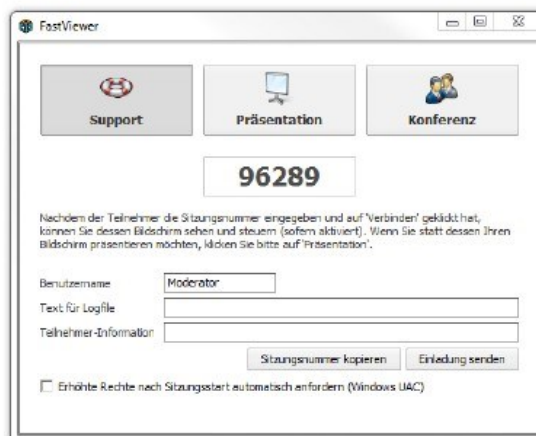 FastViewer
Support Präsentation Konferenz
96289
Nachdem der Teilnehmer die Sitzungsnummer eingegeben und auf 'Verbinden' geklickt hat,
können Sie dessen Bildschirm sehen und steuern (sofern aktiviert). Wenn Sie statt dessen Ihren
Bildschirm präsentieren möchten, klicken Sie bitte auf 'Präsentation'.
Benutzername Moderator
Text für Logfile
Teilnehmer-Information
Sitzungsnummer kopieren Einladung senden
Erhöhte Rechte nach Sitzungsstart automatisch anfordern (Windows UAC)